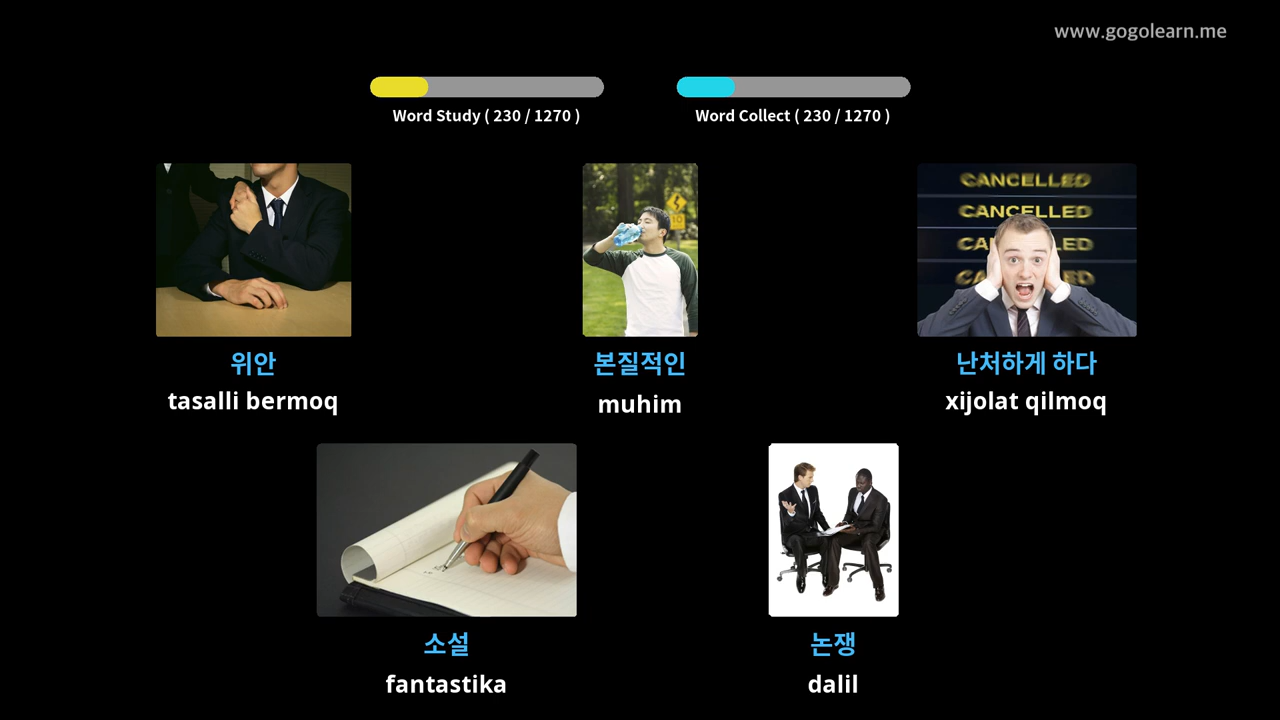 www.gogolearn.me
Word Study ( 230 / 1270 )
Word Collect ( 230 / 1270 )
CANCELLED
CANCELLED
위안
tasalli bermoq
본질적인
muhim
난처하게 하다
xijolat qilmoq
소설
fantastika
논쟁
dalil